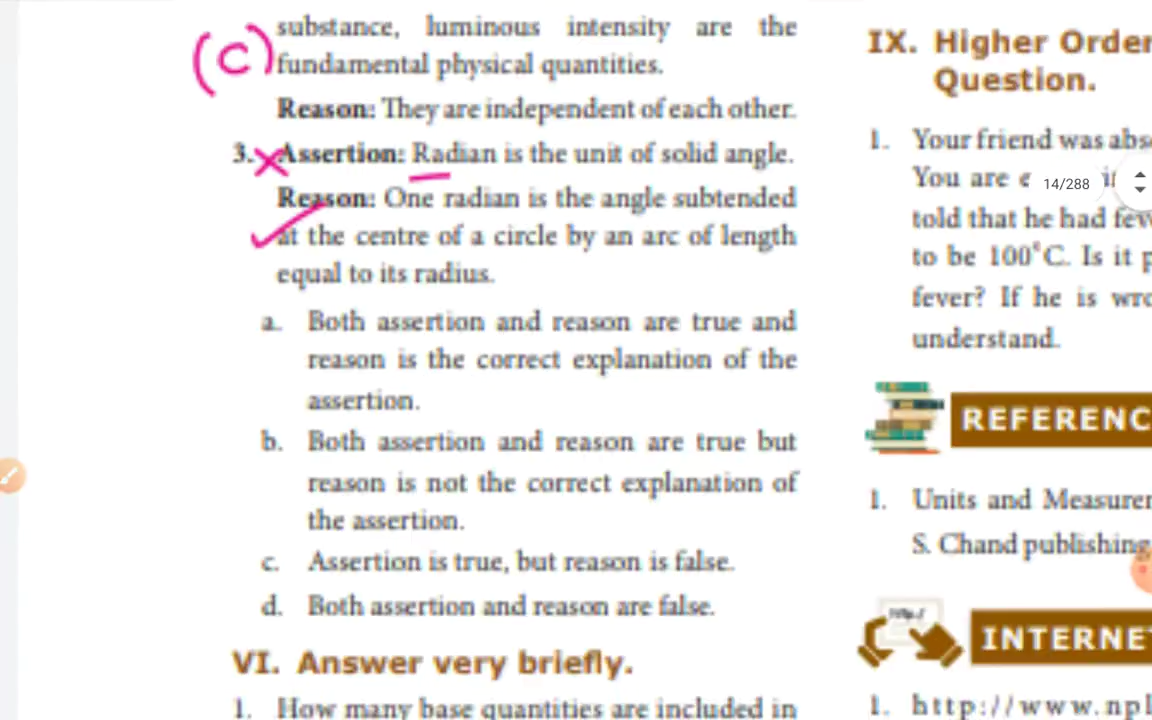 substance, luminous intensity are the
(C) fundamental physical quantities.
Reason: They are independent of each other.
3. Assertion: Radian is the unit of solid angle.
Reason: One radian is the angle subtended
at the centre of a circle by an arc of length
equal to its radius.
a. Both assertion and reason are true and
reason is the correct explanation of the
assertion.
b. Both assertion and reason are true but
reason is not the correct explanation of
the assertion.
c. Assertion is true, but reason is false.
d. Both assertion and reason are false.
VI. Answer very briefly.
1. How many base quantities are included in
IX. Higher Order
Question.
1. Your friend was abs
You are e
14/288
told that he had few
to be 100°C. Is it p
fever? If he is wro
understand.
REFERENC
1. Units and Measurer
S. Chand publishing
INTERNE
1. http://www.npl